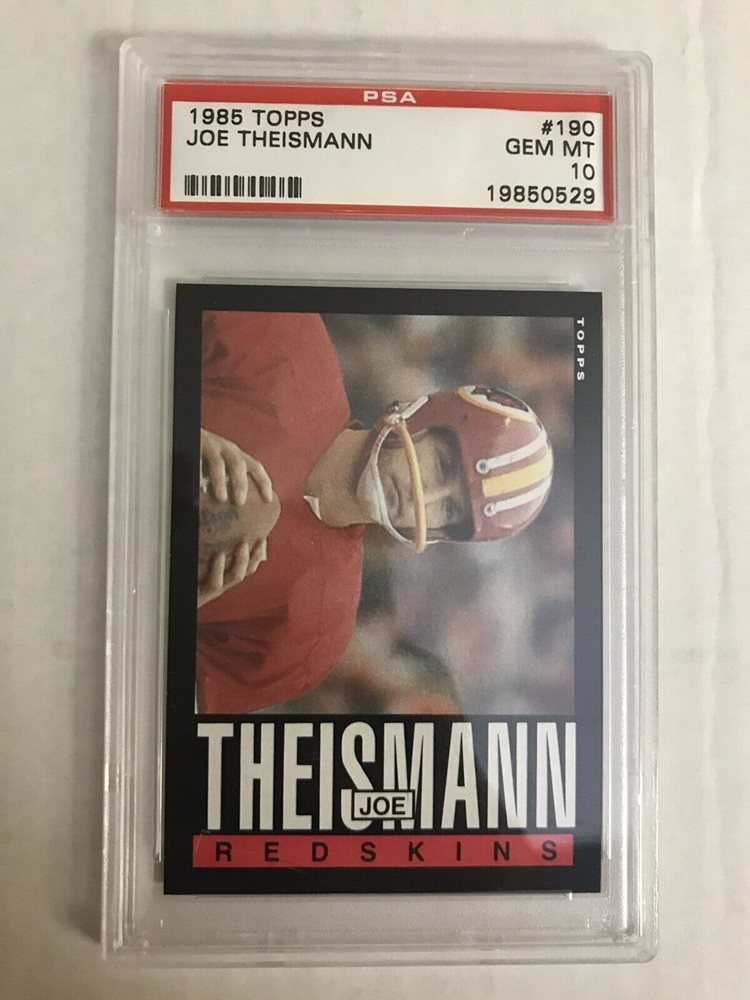 PSA
1985 TOPPS #190
JOE THEISMANN GEM MT
10
19850529
TOPPS
THEISMANN
JOE
REDSKINS